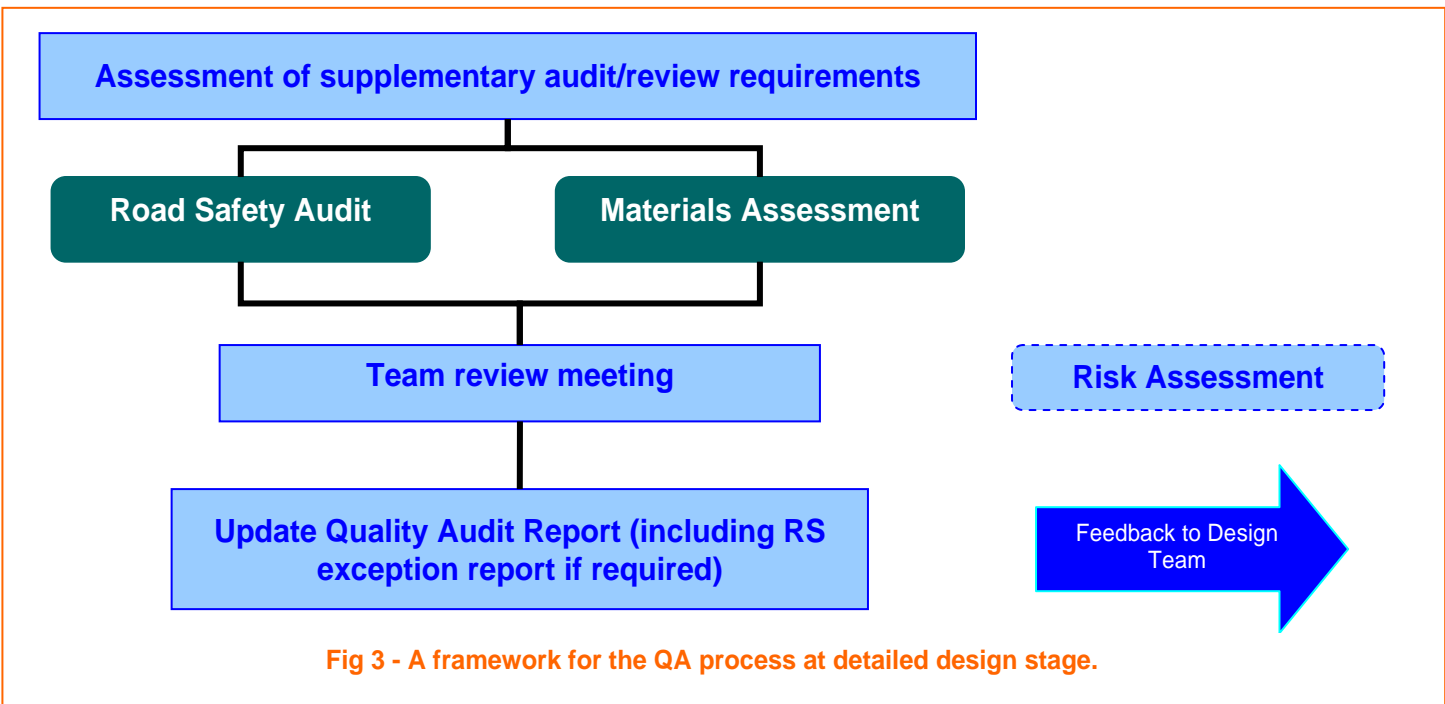 Assessment of supplementary audit/review requirements
Road Safety Audit
Materials Assessment
Team review meeting
Risk Assessment
Update Quality Audit Report (including RS
exception report if required)
Feedback to Design
Team
Fig 3 - A framework for the QA process at detailed design stage.